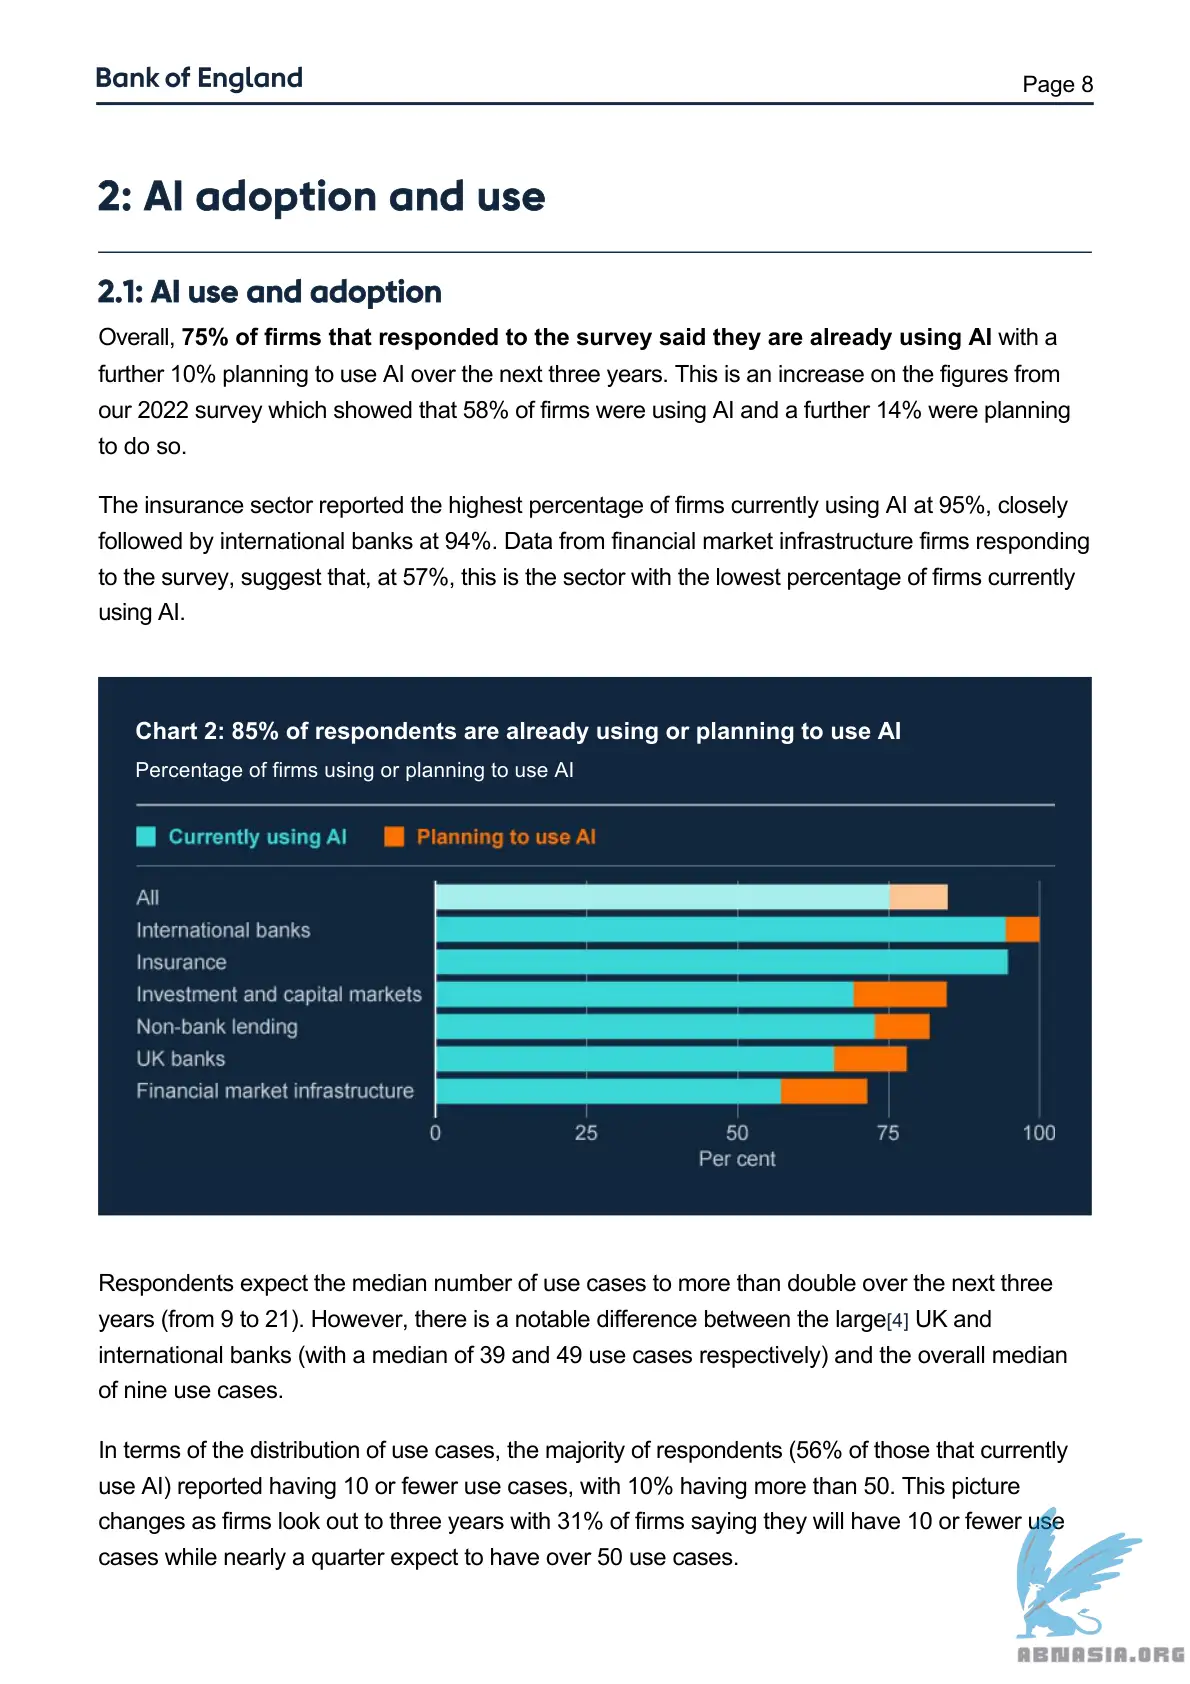 Bank of England
Page 8
2: AI adoption and use
2.1: AI use and adoption
Overall, 75% of firms that responded to the survey said they are already using AI with a
further 10% planning to use AI over the next three years. This is an increase on the figures from
our 2022 survey which showed that 58% of firms were using AI and a further 14% were planning
to do so.
The insurance sector reported the highest percentage of firms currently using AI at 95%, closely
followed by international banks at 94%. Data from financial market infrastructure firms responding
to the survey, suggest that, at 57%, this is the sector with the lowest percentage of firms currently
using AI.
Chart 2: 85% of respondents are already using or planning to use AI
Percentage of firms using or planning to use AI
Currently using AI
Planning to use AI
All
International banks
Insurance
Investment and capital markets
Non-bank lending
UK banks
Financial market infrastructure
0 25 50 75 100
Per cent
Respondents expect the median number of use cases to more than double over the next three
years (from 9 to 21). However, there is a notable difference between the large[4] UK and
international banks (with a median of 39 and 49 use cases respectively) and the overall median
of nine use cases.
In terms of the distribution of use cases, the majority of respondents (56% of those that currently
use AI) reported having 10 or fewer use cases, with 10% having more than 50. This picture
changes as firms look out to three years with 31% of firms saying they will have 10 or fewer use
cases while nearly a quarter expect to have over 50 use cases.
ABNASIA.ORG